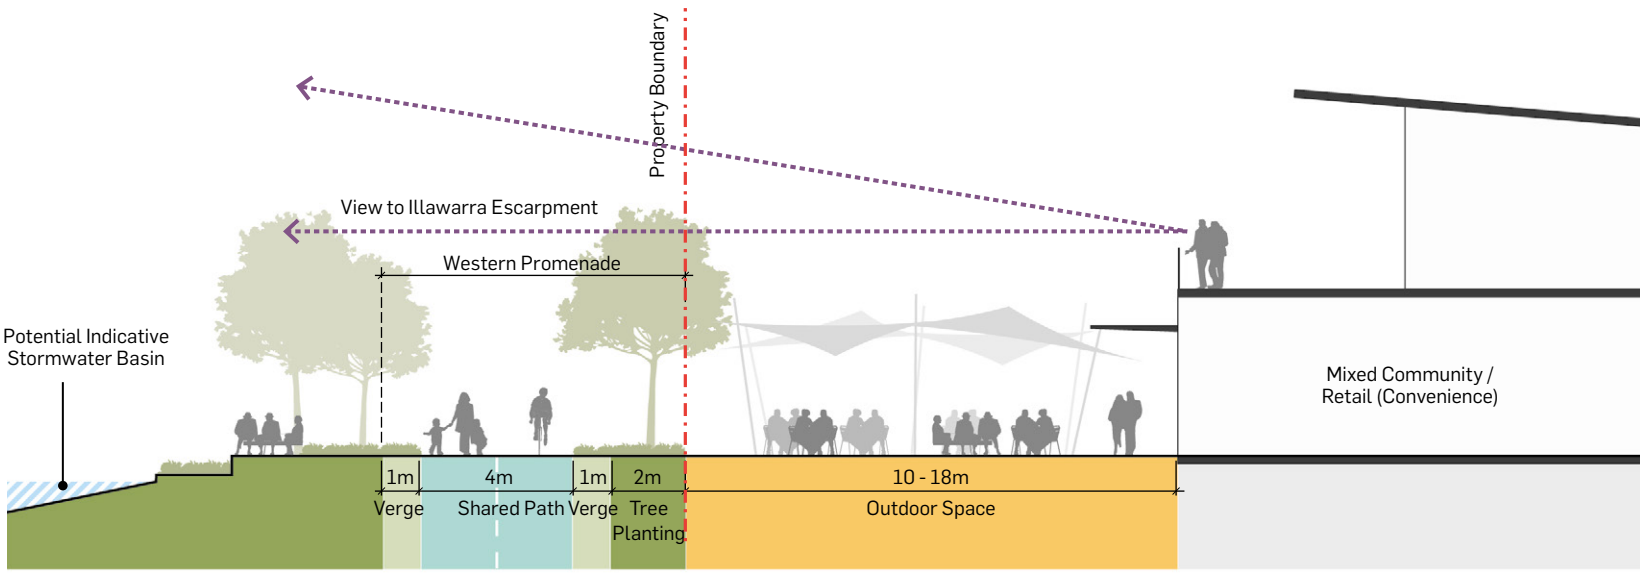 Property Boundary
View to Illawarra Escarpment
Western Promenade
Potential Indicative
Stormwater Basin
Mixed Community /
Retail (Convenience)
1m
4m
1m
2m
10 - 18m
Verge
Shared Path
Verge
Tree
Planting
Outdoor Space